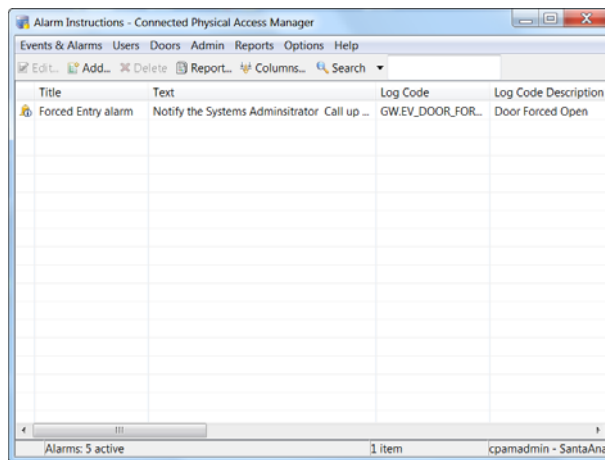 Alarm Instructions - Connected Physical Access Manager
Events & Alarms Users Doors Admin Reports Options Help
Edit... Add... Delete Report... Columns... Search
Title Text Log Code Log Code Description
Forced Entry alarm Notify the Systems Adminsitrator Call up ... GW.EV_DOOR_FOR... Door Forced Open
Alarms: 5 active 1 item cpamadmin - SantaAna